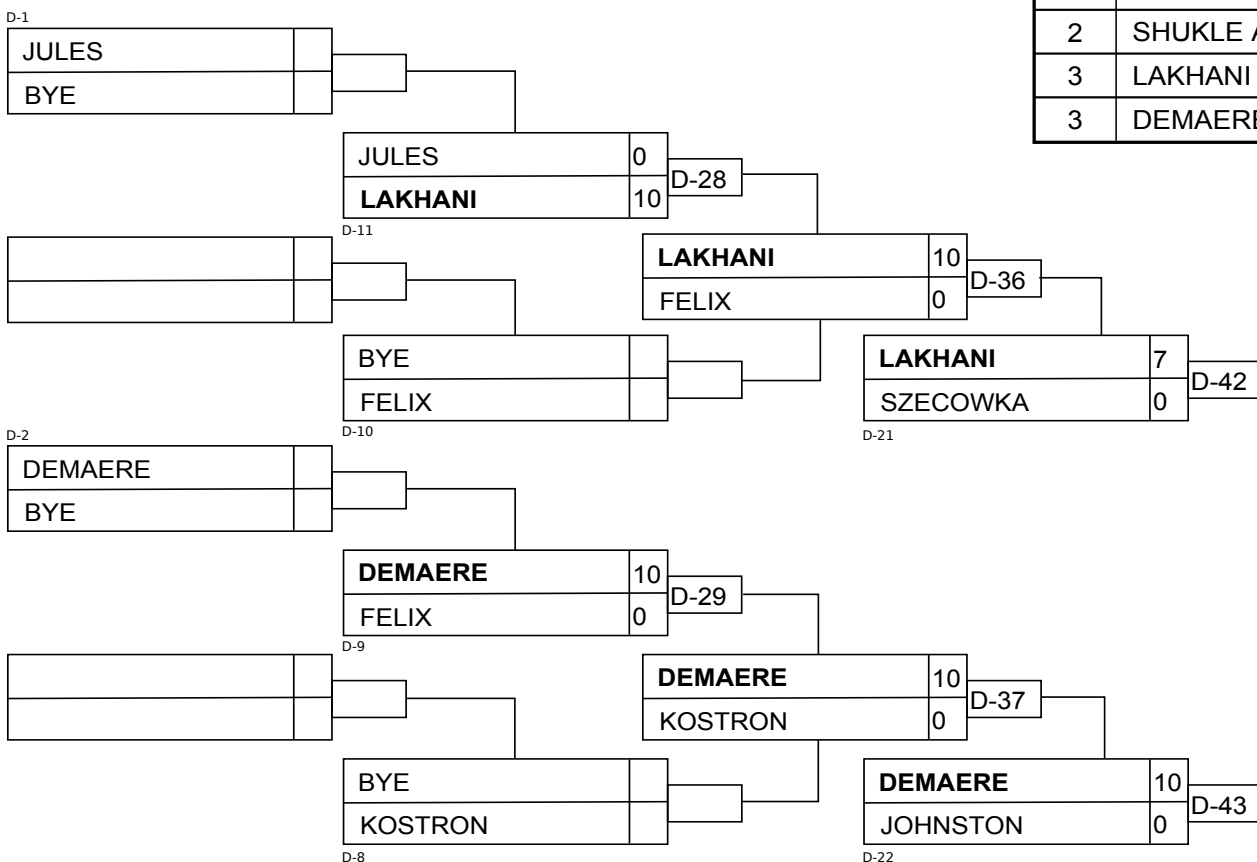 D-1
JULES
BYE
2 SHUKLE
3 LAKHANI
3 DEMAERE
JULES 0
LAKHANI 10
D-28
D-11
LAKHANI 10
FELIX 0
D-36
BYE
FELIX
D-10
LAKHANI 7
SZECOWKA 0
D-42
D-21
D-2
DEMAERE
BYE
DEMAERE 10
FELIX 0
D-29
D-9
DEMAERE 10
KOSTRON 0
D-37
BYE
KOSTRON
D-8
DEMAERE 10
JOHNSTON 0
D-43
D-22